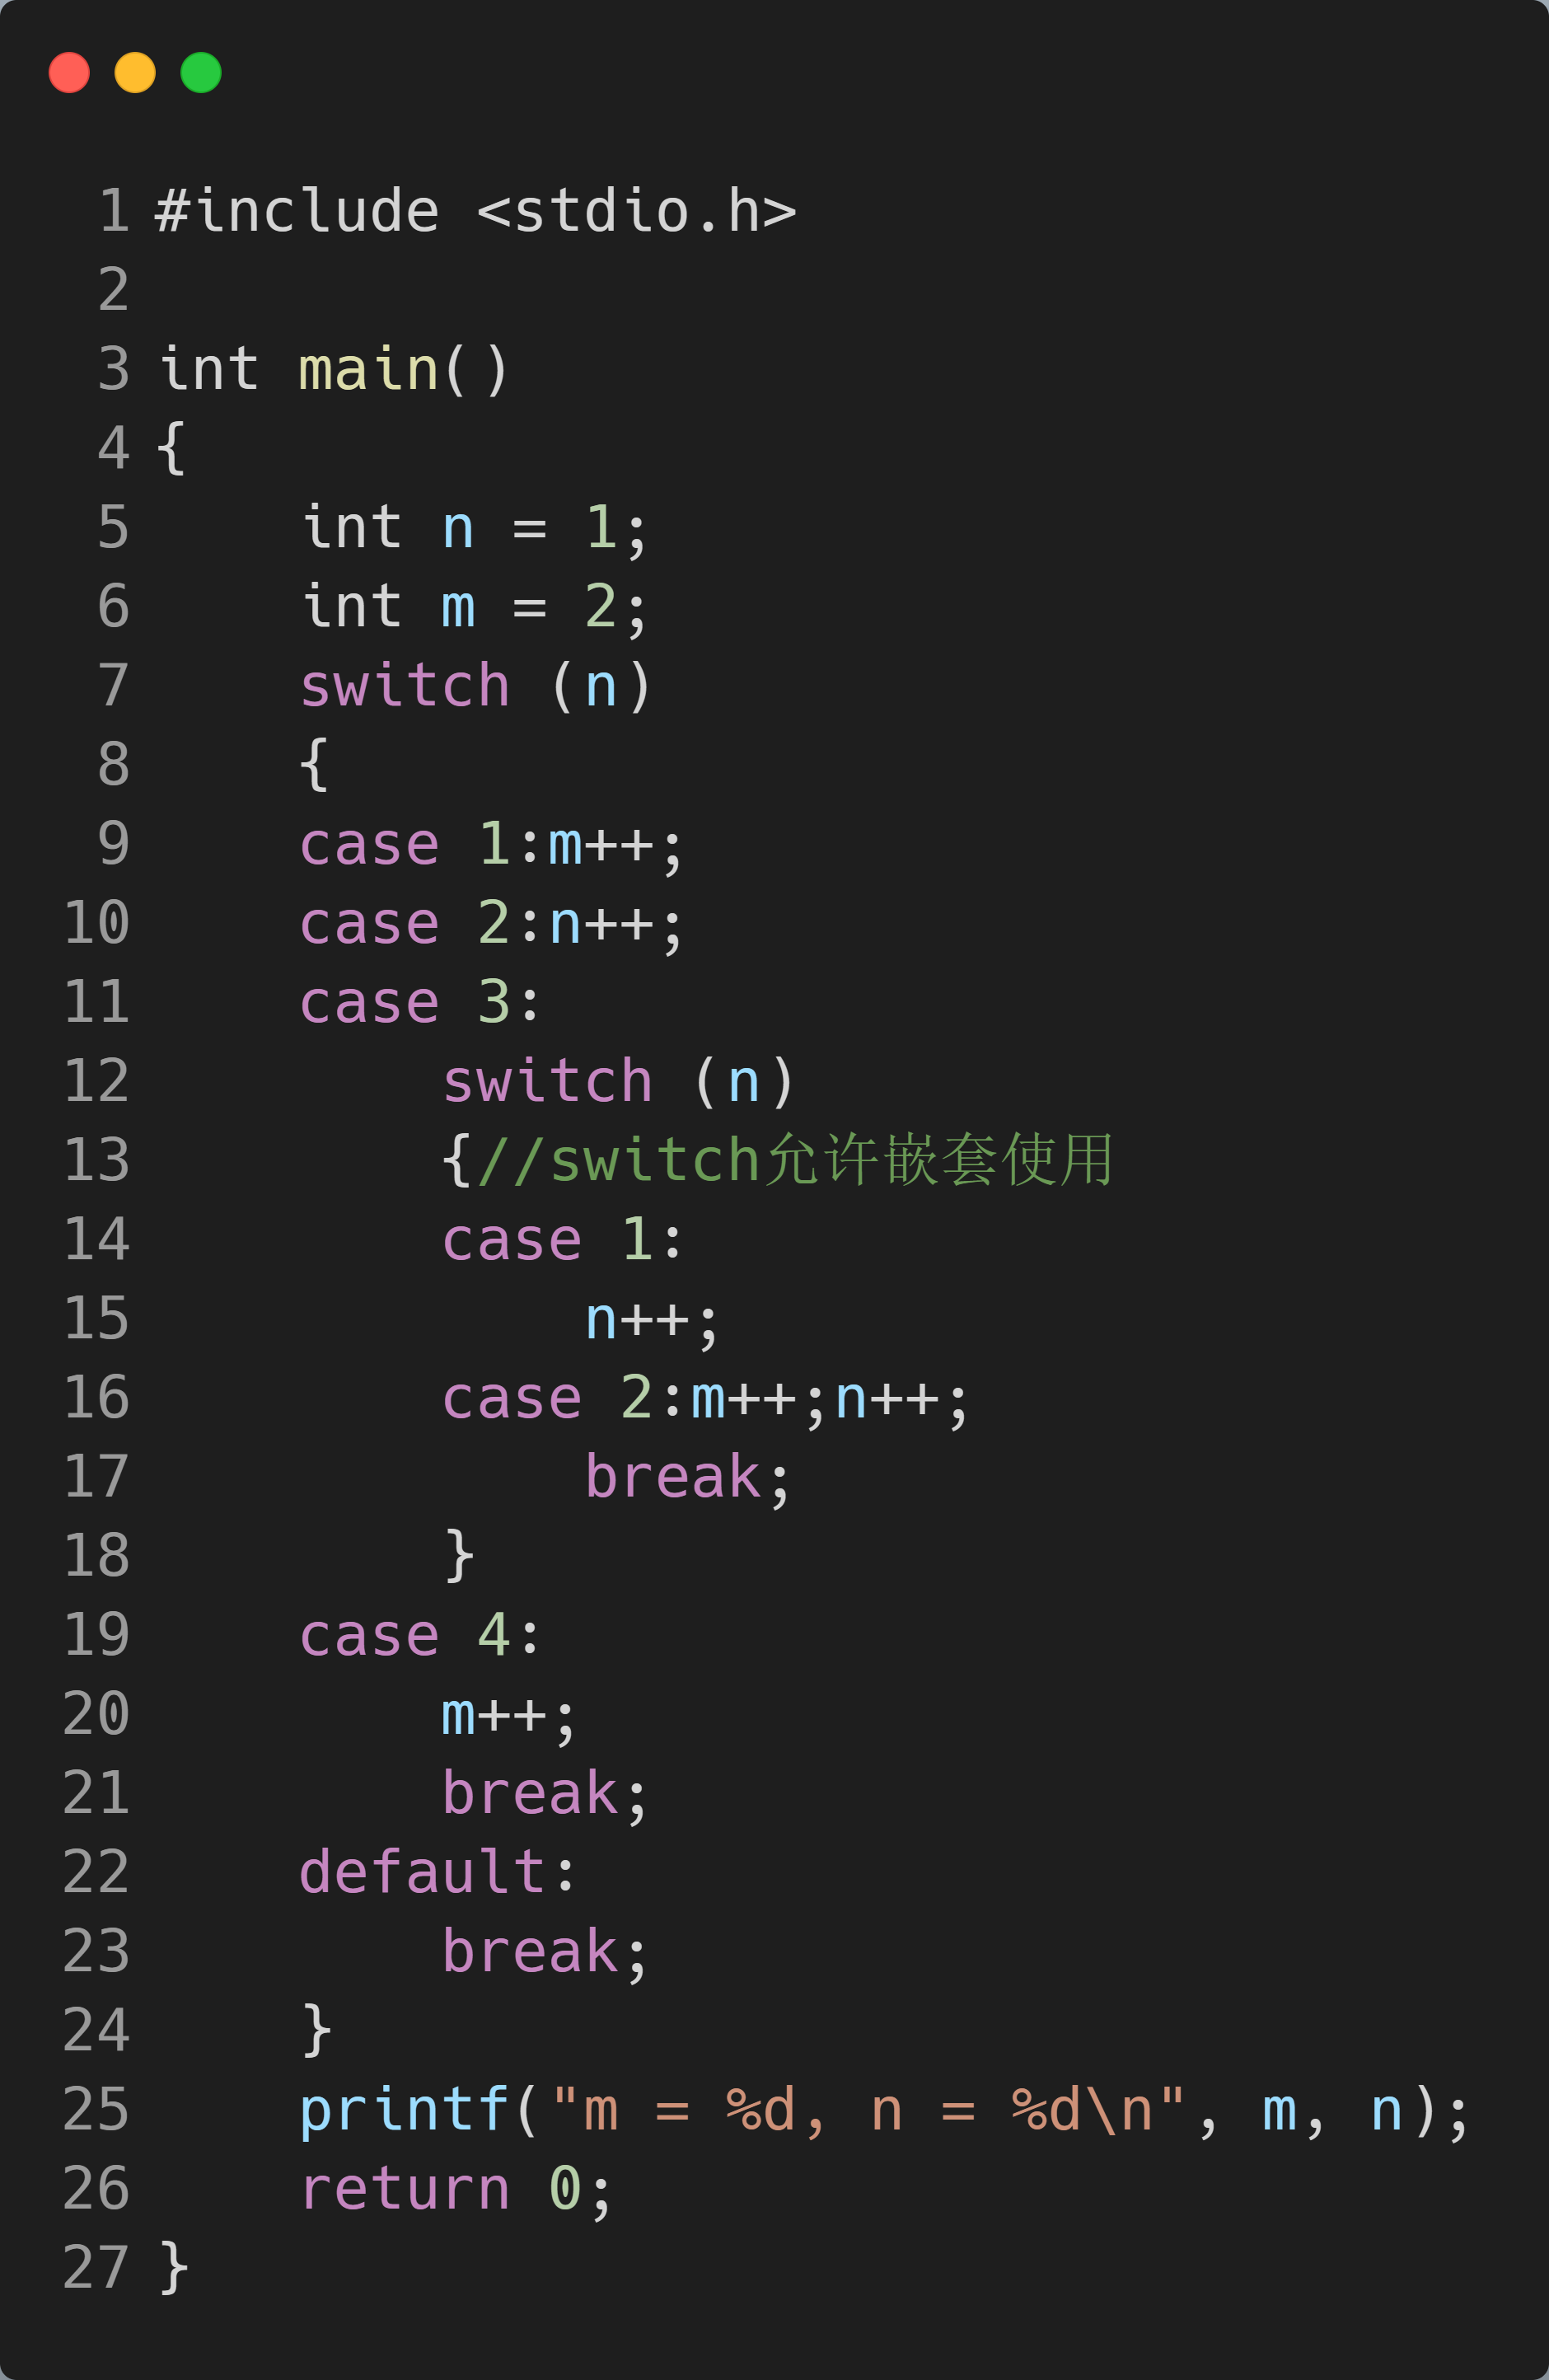 1 #include <stdio.h>
2
3 int main()
4 {
5     int n = 1;
6     int m = 2;
7     switch (n)
8     {
9     case 1:m++;
10     case 2:n++;
11     case 3:
12         switch (n)
13         {//switch允许嵌套使用
14         case 1:
15             n++;
16         case 2:m++;n++;
17             break;
18         }
19     case 4:
20         m++;
21         break;
22     default:
23         break;
24     }
25     printf("m = %d, n = %d\n", m, n);
26     return 0;
27 }